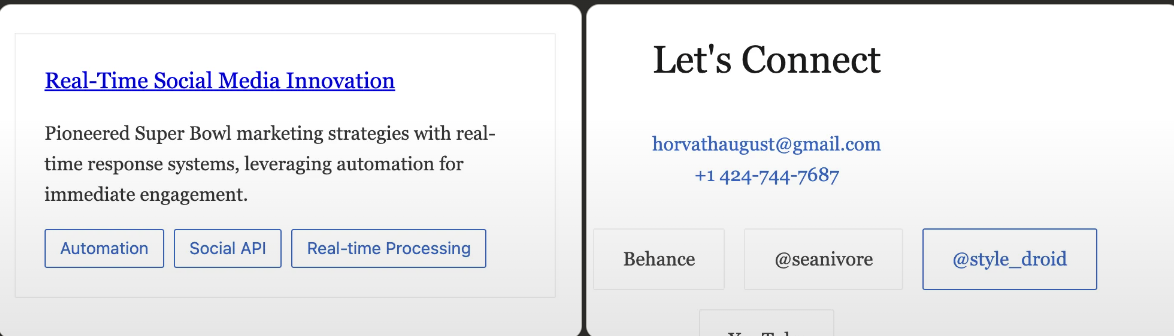 Real-Time Social Media Innovation
Pioneered Super Bowl marketing strategies with real-
time response systems, leveraging automation for
immediate engagement.
Automation
Social API
Real-time Processing
Let's Connect
horvathaugust@gmail.com
+1 424-744-7687
Behance
@seanivore
@style_droid